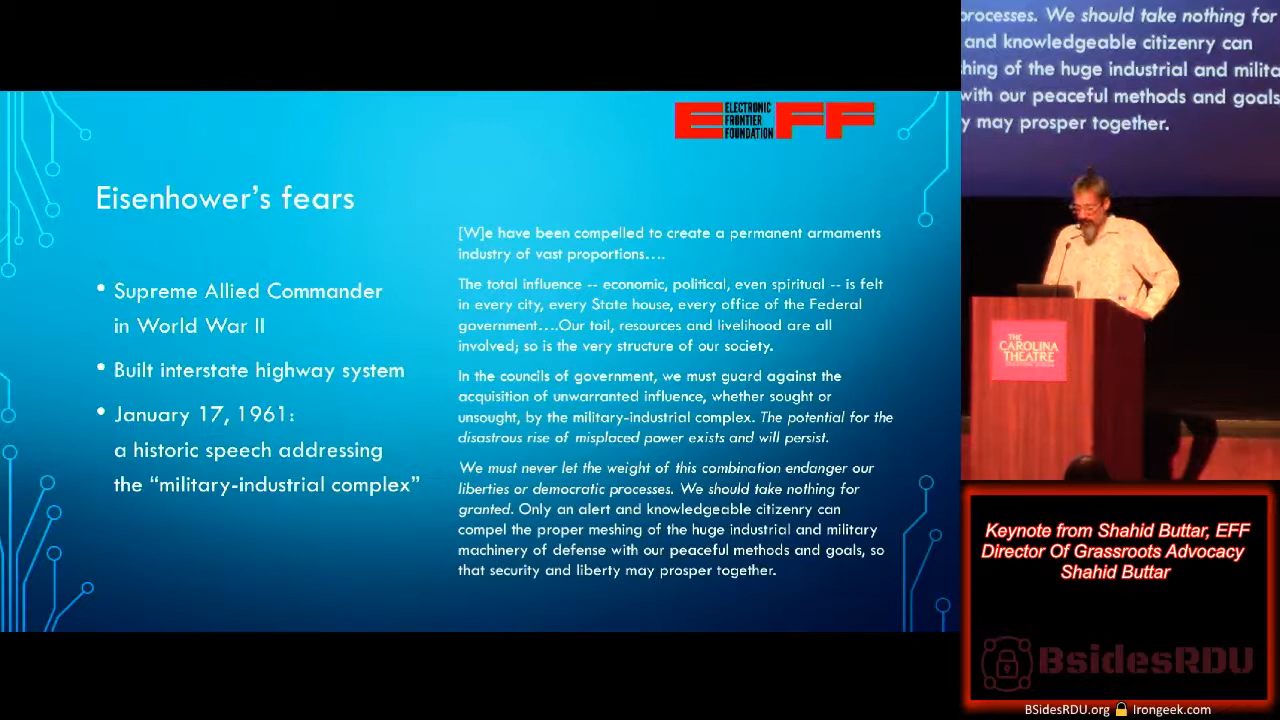 ELECTRONIC
FRONTIER
FOUNDATION
EFF
Eisenhower’s fears
• Supreme Allied Commander
in World War II
• Built interstate highway system
• January 17, 1961:
a historic speech addressing
the “military-industrial complex”
[W]e have been compelled to create a permanent armaments
industry of vast proportions….
The total influence -- economic, political, even spiritual -- is felt
in every city, every State house, every office of the Federal
government….Our toil, resources and livelihood are all
involved; so is the very structure of our society.
In the councils of government, we must guard against the
acquisition of unwarranted influence, whether sought or
unsought, by the military-industrial complex. The potential for the
disastrous rise of misplaced power exists and will persist.
We must never let the weight of this combination endanger our
liberties or democratic processes. We should take nothing for
granted. Only an alert and knowledgeable citizenry can
compel the proper meshing of the huge industrial and military
machinery of defense with our peaceful methods and goals, so
that security and liberty may prosper together.
processes. We should take nothing for
and knowledgeable citizenry can
shing of the huge industrial and milita
with our peaceful methods and goals
y may prosper together.
THE
CAROLINA
THEATRE
Keynote from Shahid Buttar, EFF
Director Of Grassroots Advocacy
Shahid Buttar
BsidesRDU
BSidesRDU.org Irongeek.com